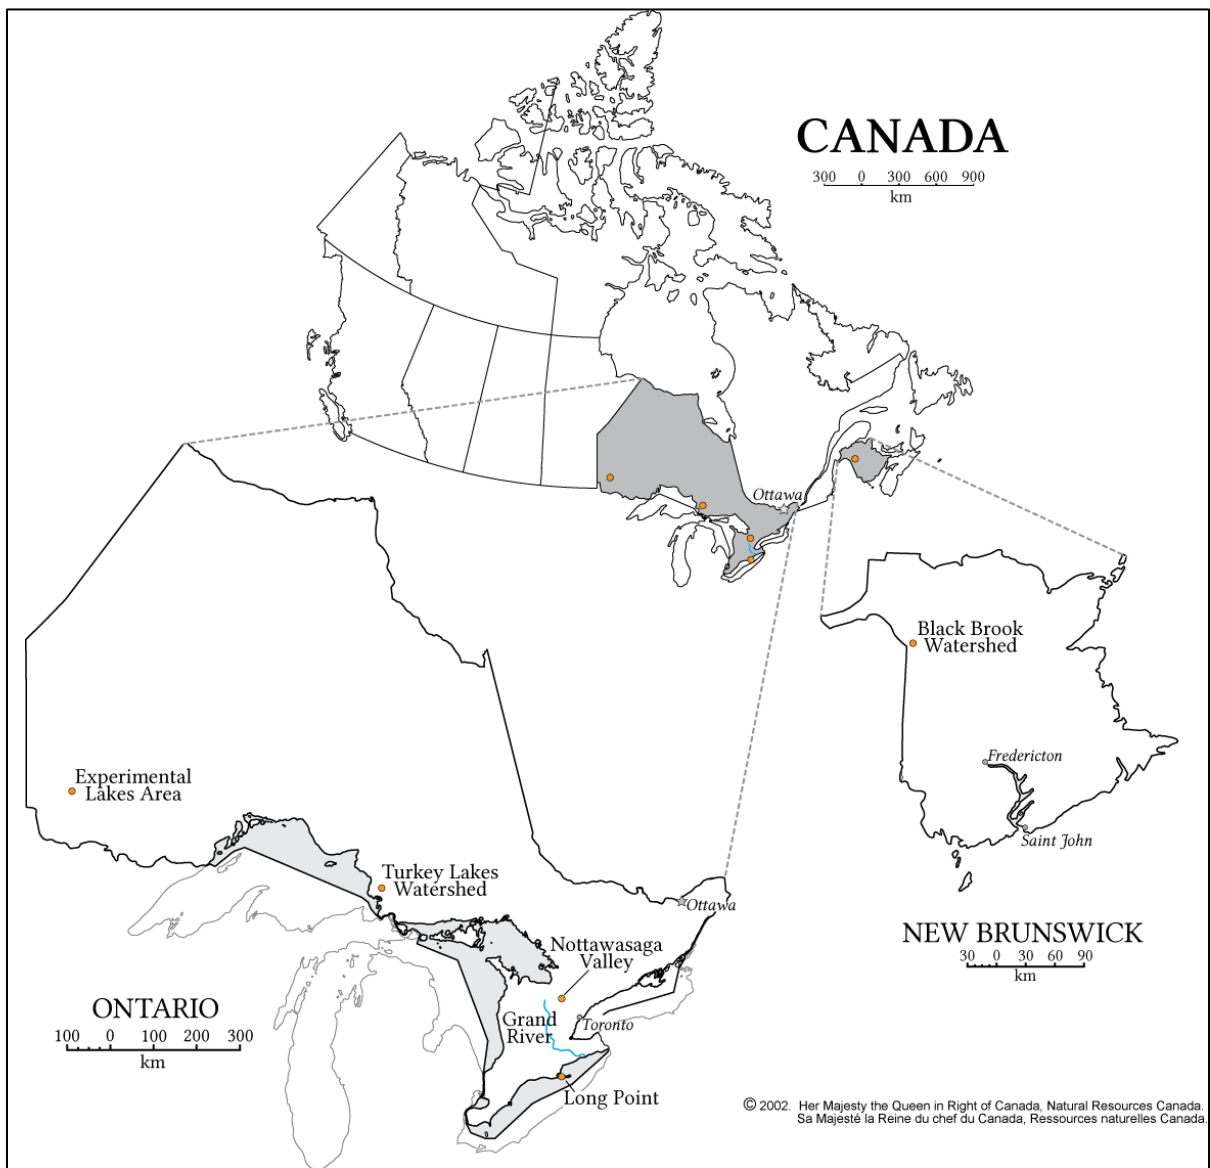 CANADA
300 0 300 600 900
km
Ottawa
Black Brook
Watershed
Experimental
Lakes Area
Fredericton
Saint John
Turkey Lakes
Watershed
Ottawa
NEW BRUNSWICK
30 0 30 60 90
km
Nottawasaga
Valley
ONTARIO
100 0 100 200 300
km
Grand
River
Toronto
Long Point
© 2002. Her Majesty the Queen in Right of Canada, Natural Resources Canada.
Sa Majesté la Reine du chef du Canada, Ressources naturelles Canada.